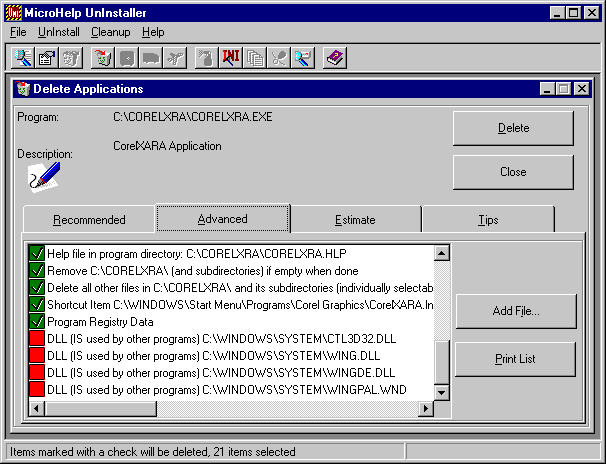 MicroHelp UnInstaller
File UnInstall Cleanup Help
INI
Delete Applications
Program: C:\CORELXRA\CORELXRA.EXE
Delete
Description: CorelXARA Application
Close
Recommended Advanced Estimate Tips
Help file in program directory: C:\CORELXRA\CORELXRA.HLP
Remove C:\CORELXRA\ (and subdirectories) if empty when done
Delete all other files in C:\CORELXRA\ and its subdirectories (individually selectab
Shortcut Item C:\WINDOWS\Start Menu\Programs\Corel Graphics\CorelXARA.ln
Program Registry Data
DLL (IS used by other programs) C:\WINDOWS\SYSTEM\CTL3D32.DLL
DLL (IS used by other programs) C:\WINDOWS\SYSTEM\WING.DLL
DLL (IS used by other programs) C:\WINDOWS\SYSTEM\WINGDE.DLL
DLL (IS used by other programs) C:\WINDOWS\SYSTEM\WINGPAL.WND
Add File...
Print List
Items marked with a check will be deleted, 21 items selected